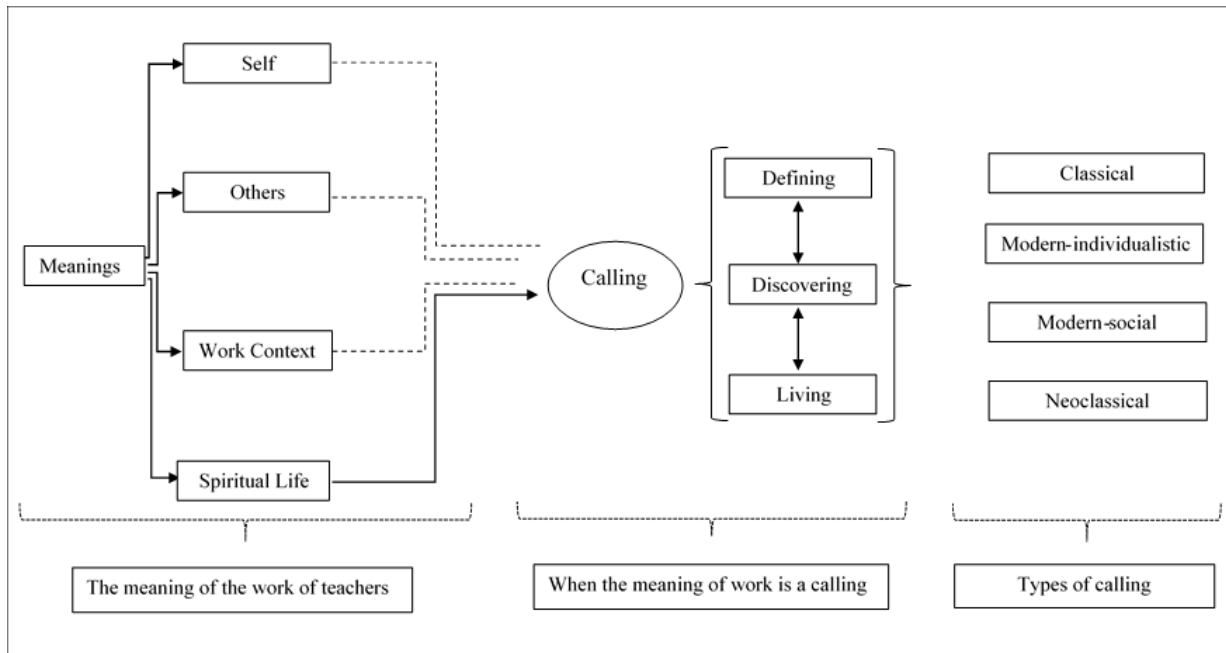 Self
Others
Meanings
Work Context
Spiritual Life
The meaning of the work of teachers
Calling
Defining
Discovering
Living
When the meaning of work is a calling
Classical
Modern-individualistic
Modern-social
Neoclassical
Types of calling